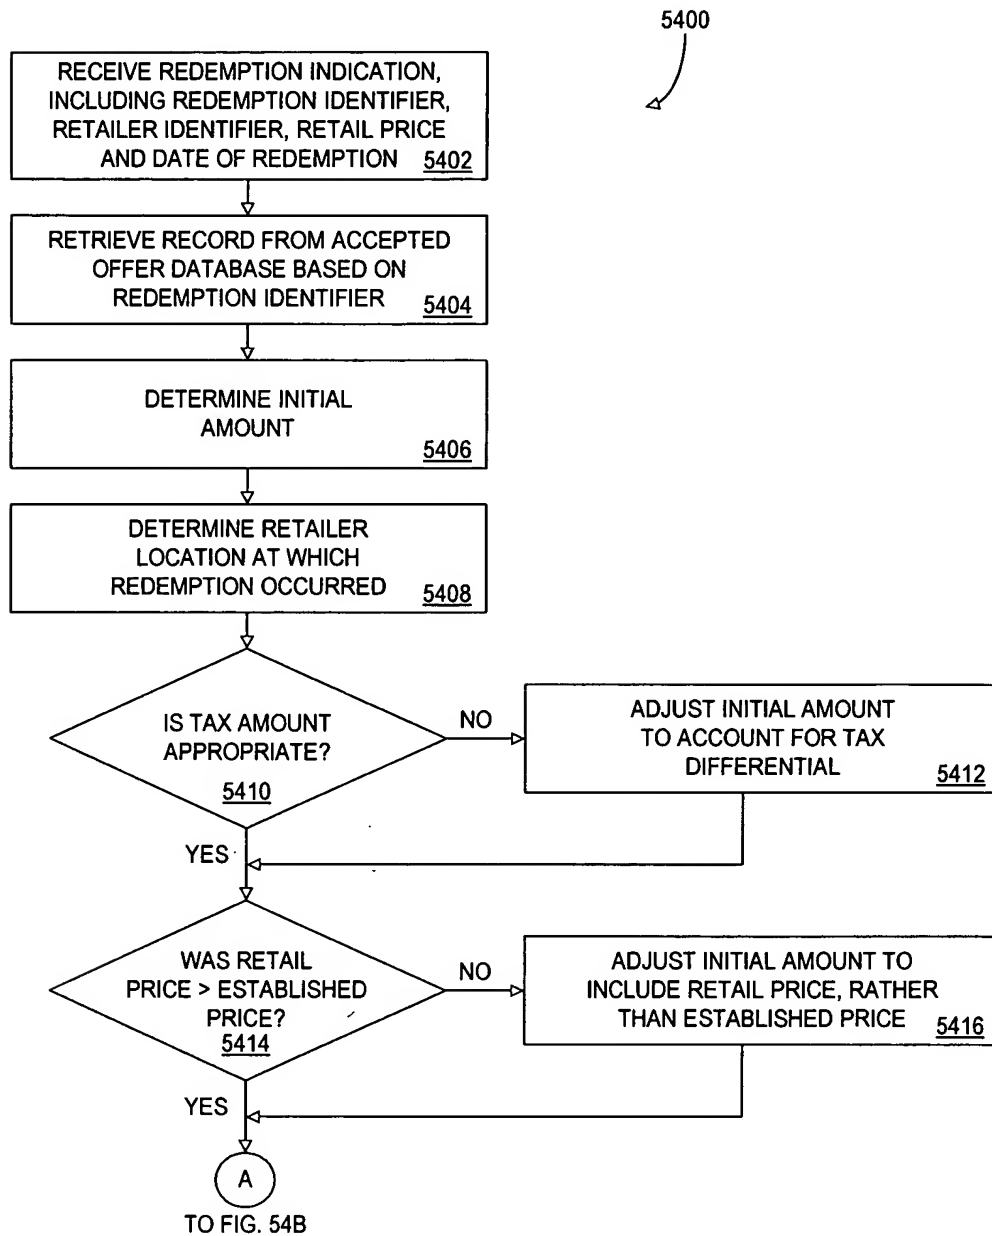 5400
RECEIVE REDEMPTION INDICATION,
INCLUDING REDEMPTION IDENTIFIER,
RETAILER IDENTIFIER, RETAIL PRICE
AND DATE OF REDEMPTION
5402
RETRIEVE RECORD FROM ACCEPTED
OFFER DATABASE BASED ON
REDEMPTION IDENTIFIER
5404
DETERMINE INITIAL
AMOUNT
5406
DETERMINE RETAILER
LOCATION AT WHICH
REDEMPTION OCCURRED
5408
IS TAX AMOUNT
APPROPRIATE?
5410
NO
ADJUST INITIAL AMOUNT
TO ACCOUNT FOR TAX
DIFFERENTIAL
5412
YES
WAS RETAIL
PRICE > ESTABLISHED
PRICE?
5414
NO
ADJUST INITIAL AMOUNT TO
INCLUDE RETAIL PRICE, RATHER
THAN ESTABLISHED PRICE
5416
YES
A
TO FIG. 54B